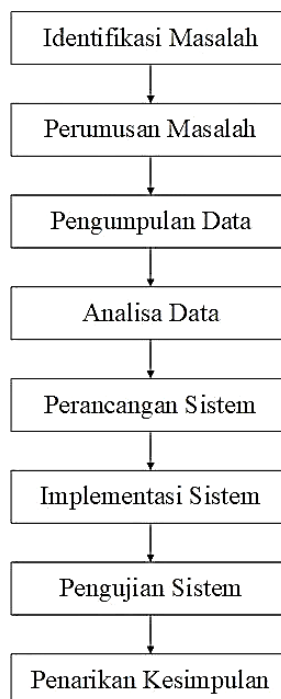 Identifikasi Masalah
Perumusan Masalah
Pengumpulan Data
Analisa Data
Perancangan Sistem
Implementasi Sistem
Pengujian Sistem
Penarikan Kesimpulan